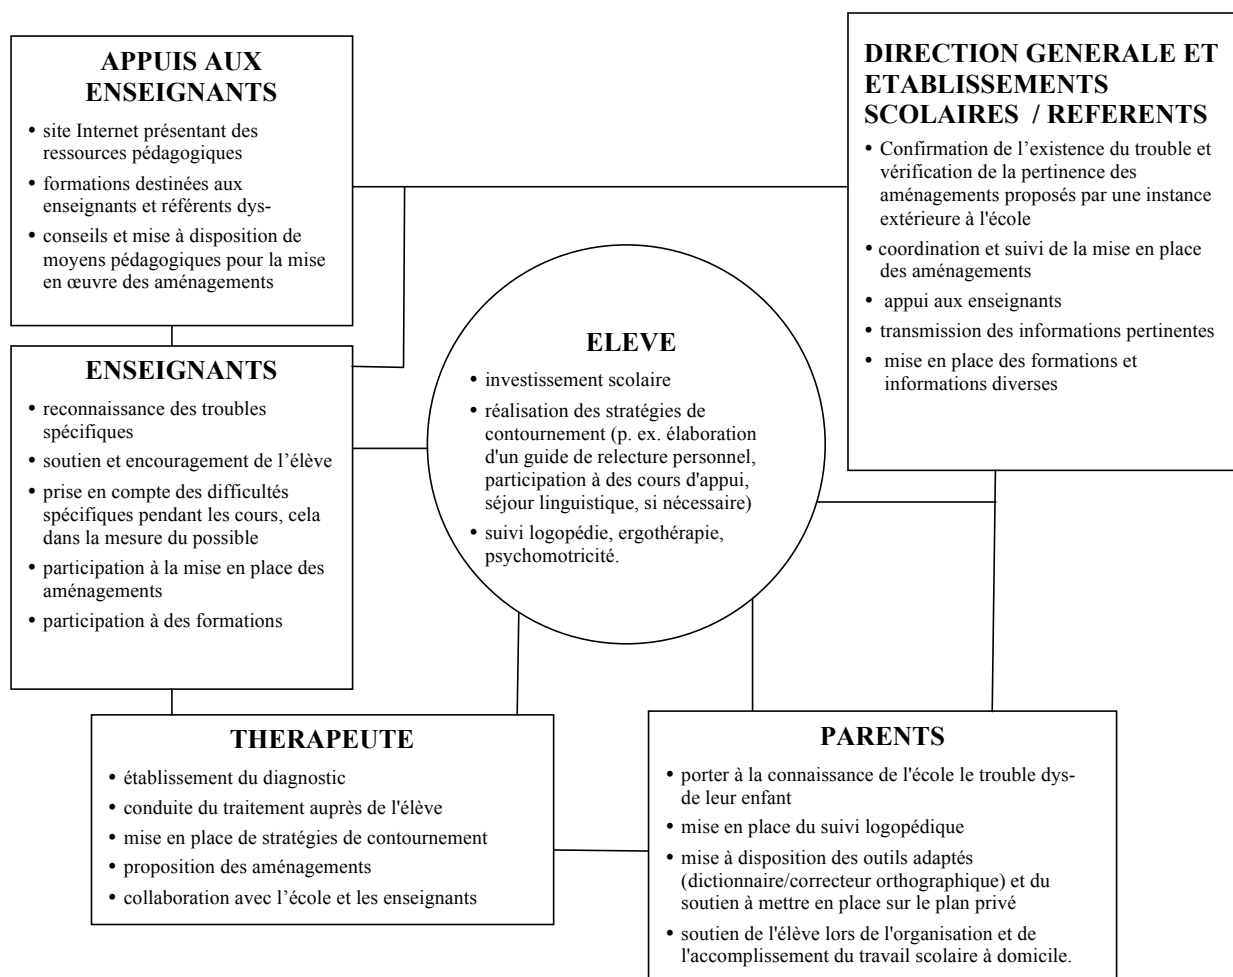 APPUIS AUX
ENSEIGNANTS
• site Internet présentant des
ressources pédagogiques
• formations destinées aux
enseignants et référents dys-
• conseils et mise à disposition de
moyens pédagogiques pour la mise
en œuvre des aménagements
DIRECTION GENERALE ET
ETABLISSEMENTS
SCOLAIRES / REFERENTS
• Confirmation de l’existence du trouble et
vérification de la pertinence des
aménagements proposés par une instance
extérieure à l'école
• coordination et suivi de la mise en place
des aménagements
• appui aux enseignants
• transmission des informations pertinentes
• mise en place des formations et
informations diverses
ENSEIGNANTS
• reconnaissance des troubles
spécifiques
• soutien et encouragement de l’élève
• prise en compte des difficultés
spécifiques pendant les cours, cela
dans la mesure du possible
• participation à la mise en place des
aménagements
• participation à des formations
ELEVE
• investissement scolaire
• réalisation des stratégies de
contournement (p. ex. élaboration
d'un guide de relecture personnel,
participation à des cours d'appui,
séjour linguistique, si nécessaire)
• suivi logopédie, ergothérapie,
psychomotricité.
THERAPEUTE
• établissement du diagnostic
• conduite du traitement auprès de l'élève
• mise en place de stratégies de contournement
• proposition des aménagements
• collaboration avec l’école et les enseignants
PARENTS
• porter à la connaissance de l'école le trouble dys-
de leur enfant
• mise en place du suivi logopédique
• mise à disposition des outils adaptés
(dictionnaire/correcteur orthographique) et du
soutien à mettre en place sur le plan privé
• soutien de l'élève lors de l'organisation et de
l'accomplissement du travail scolaire à domicile.